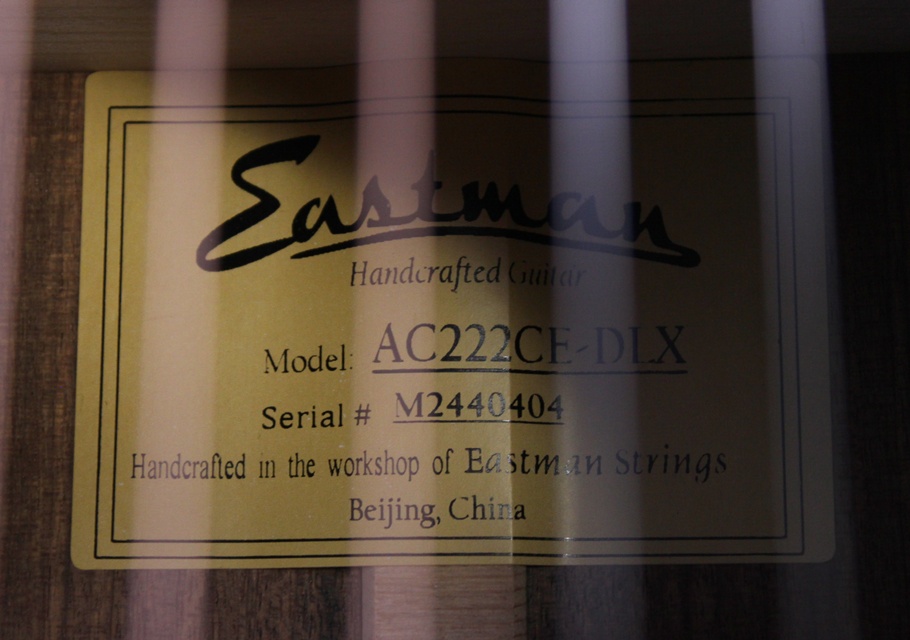 Eastman
Handcrafted Guitar
Model: AC222CE-DLX
Serial # M2440404
Handcrafted in the workshop of Eastman Strings
Beijing, China